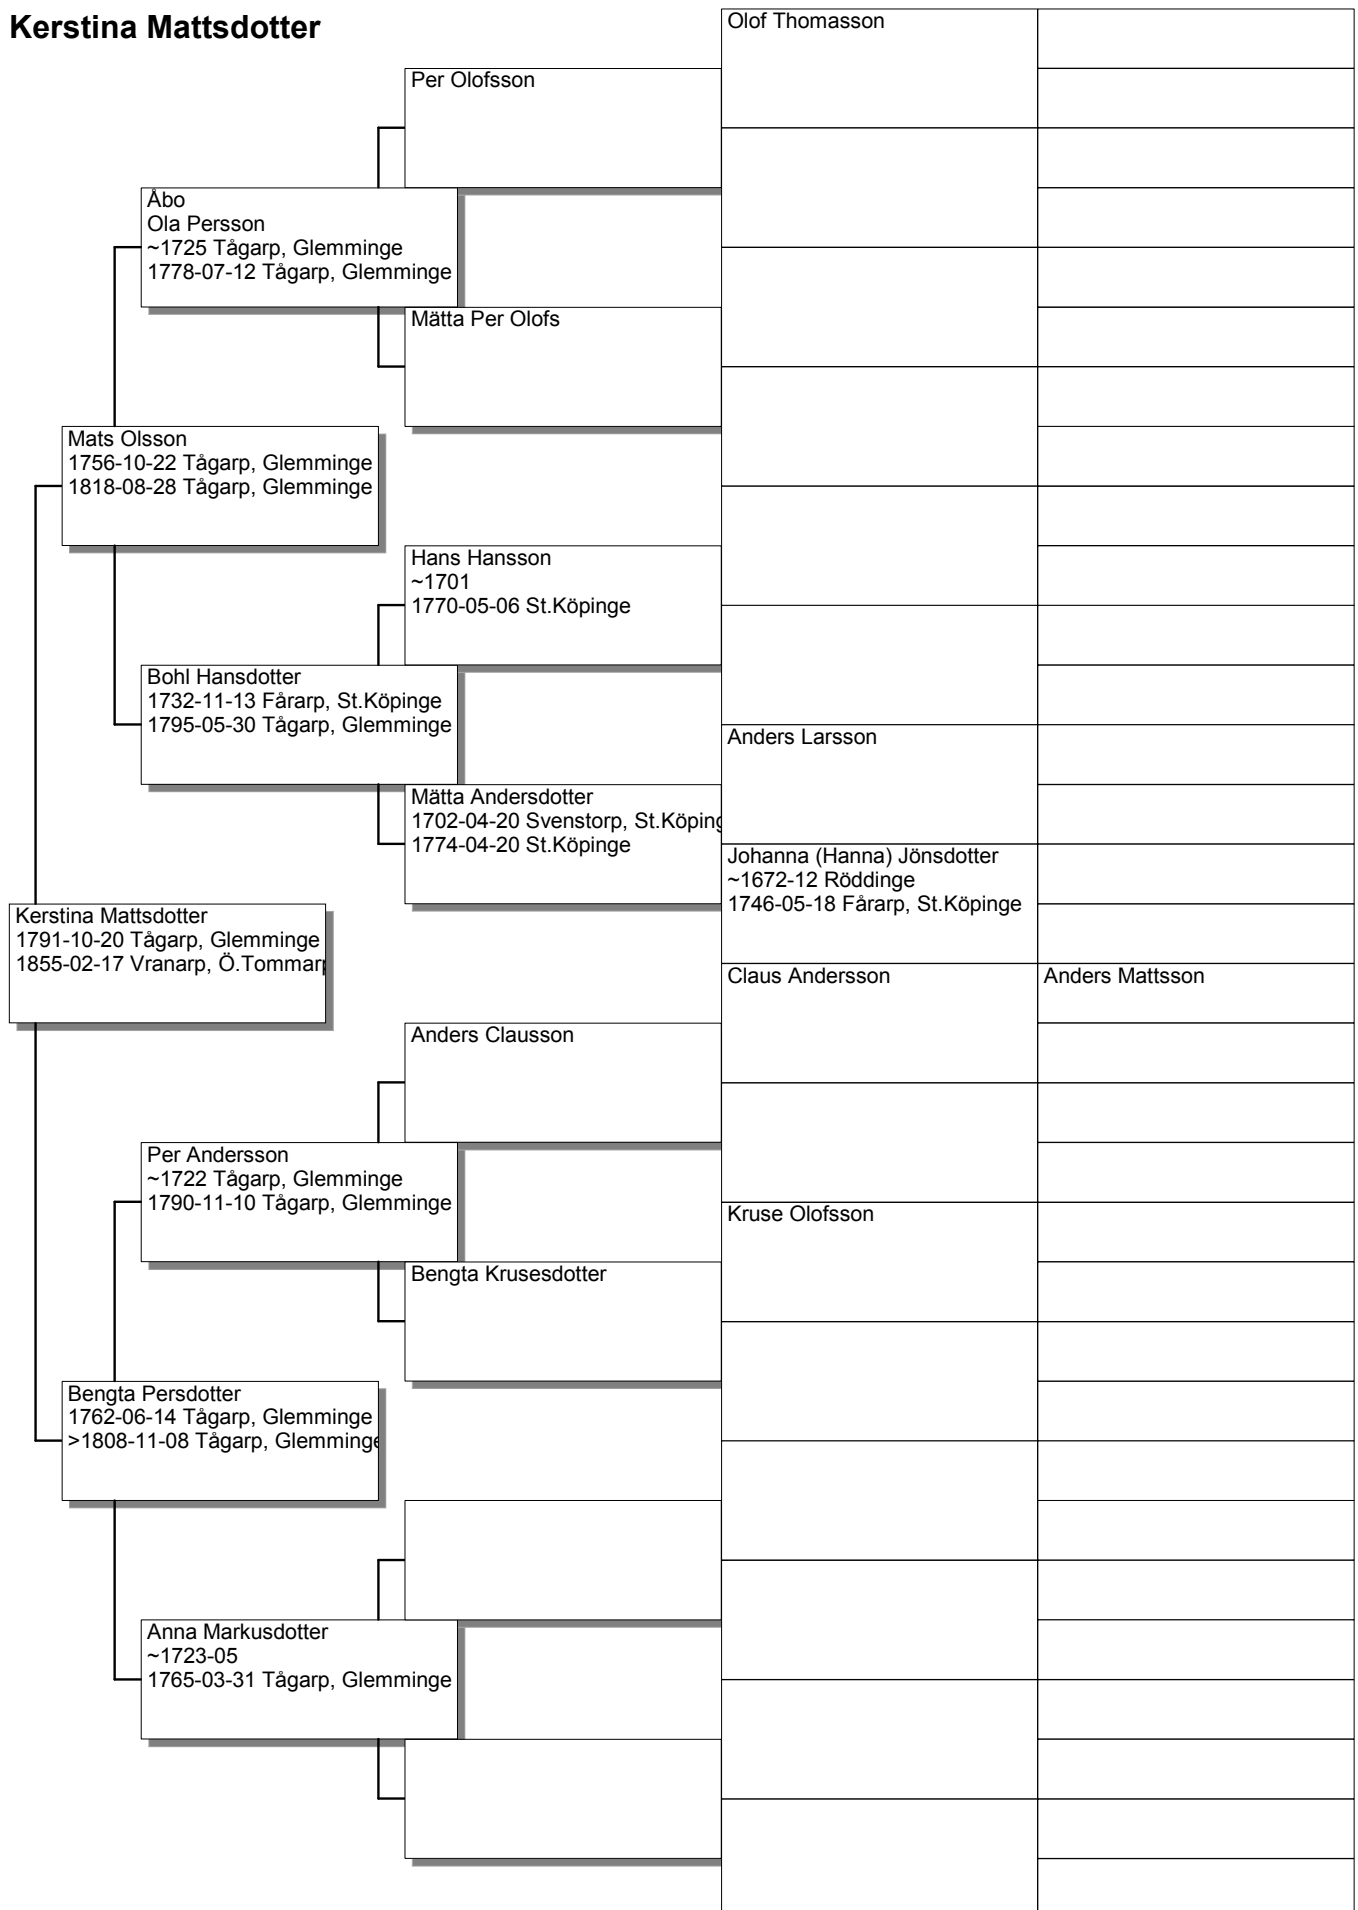 Kerstina Mattsdotter
Olof Thomasson
Per Olofsson
Åbo
Ola Persson
~1725 Tågarp, Glemminge
1778-07-12 Tågarp, Glemminge
Mätta Per Olofs
Mats Olsson
1756-10-22 Tågarp, Glemminge
1818-08-28 Tågarp, Glemminge
Hans Hansson
~1701
1770-05-06 St.Köpinge
Bohl Hansdotter
1732-11-13 Fårarp, St.Köpinge
1795-05-30 Tågarp, Glemminge
Anders Larsson
Mätta Andersdotter
1702-04-20 Svenstorp, St.Köping
1774-04-20 St.Köpinge
Johanna (Hanna) Jönsdotter
~1672-12 Röddinge
1746-05-18 Fårarp, St.Köpinge
Kerstina Mattsdotter
1791-10-20 Tågarp, Glemminge
1855-02-17 Vranarp, Ö.Tommarp
Claus Andersson
Anders Mattsson
Anders Clausson
Per Andersson
~1722 Tågarp, Glemminge
1790-11-10 Tågarp, Glemminge
Kruse Olofsson
Bengta Krusesdotter
Bengta Persdotter
1762-06-14 Tågarp, Glemminge
>1808-11-08 Tågarp, Glemminge
Anna Markusdotter
~1723-05
1765-03-31 Tågarp, Glemminge